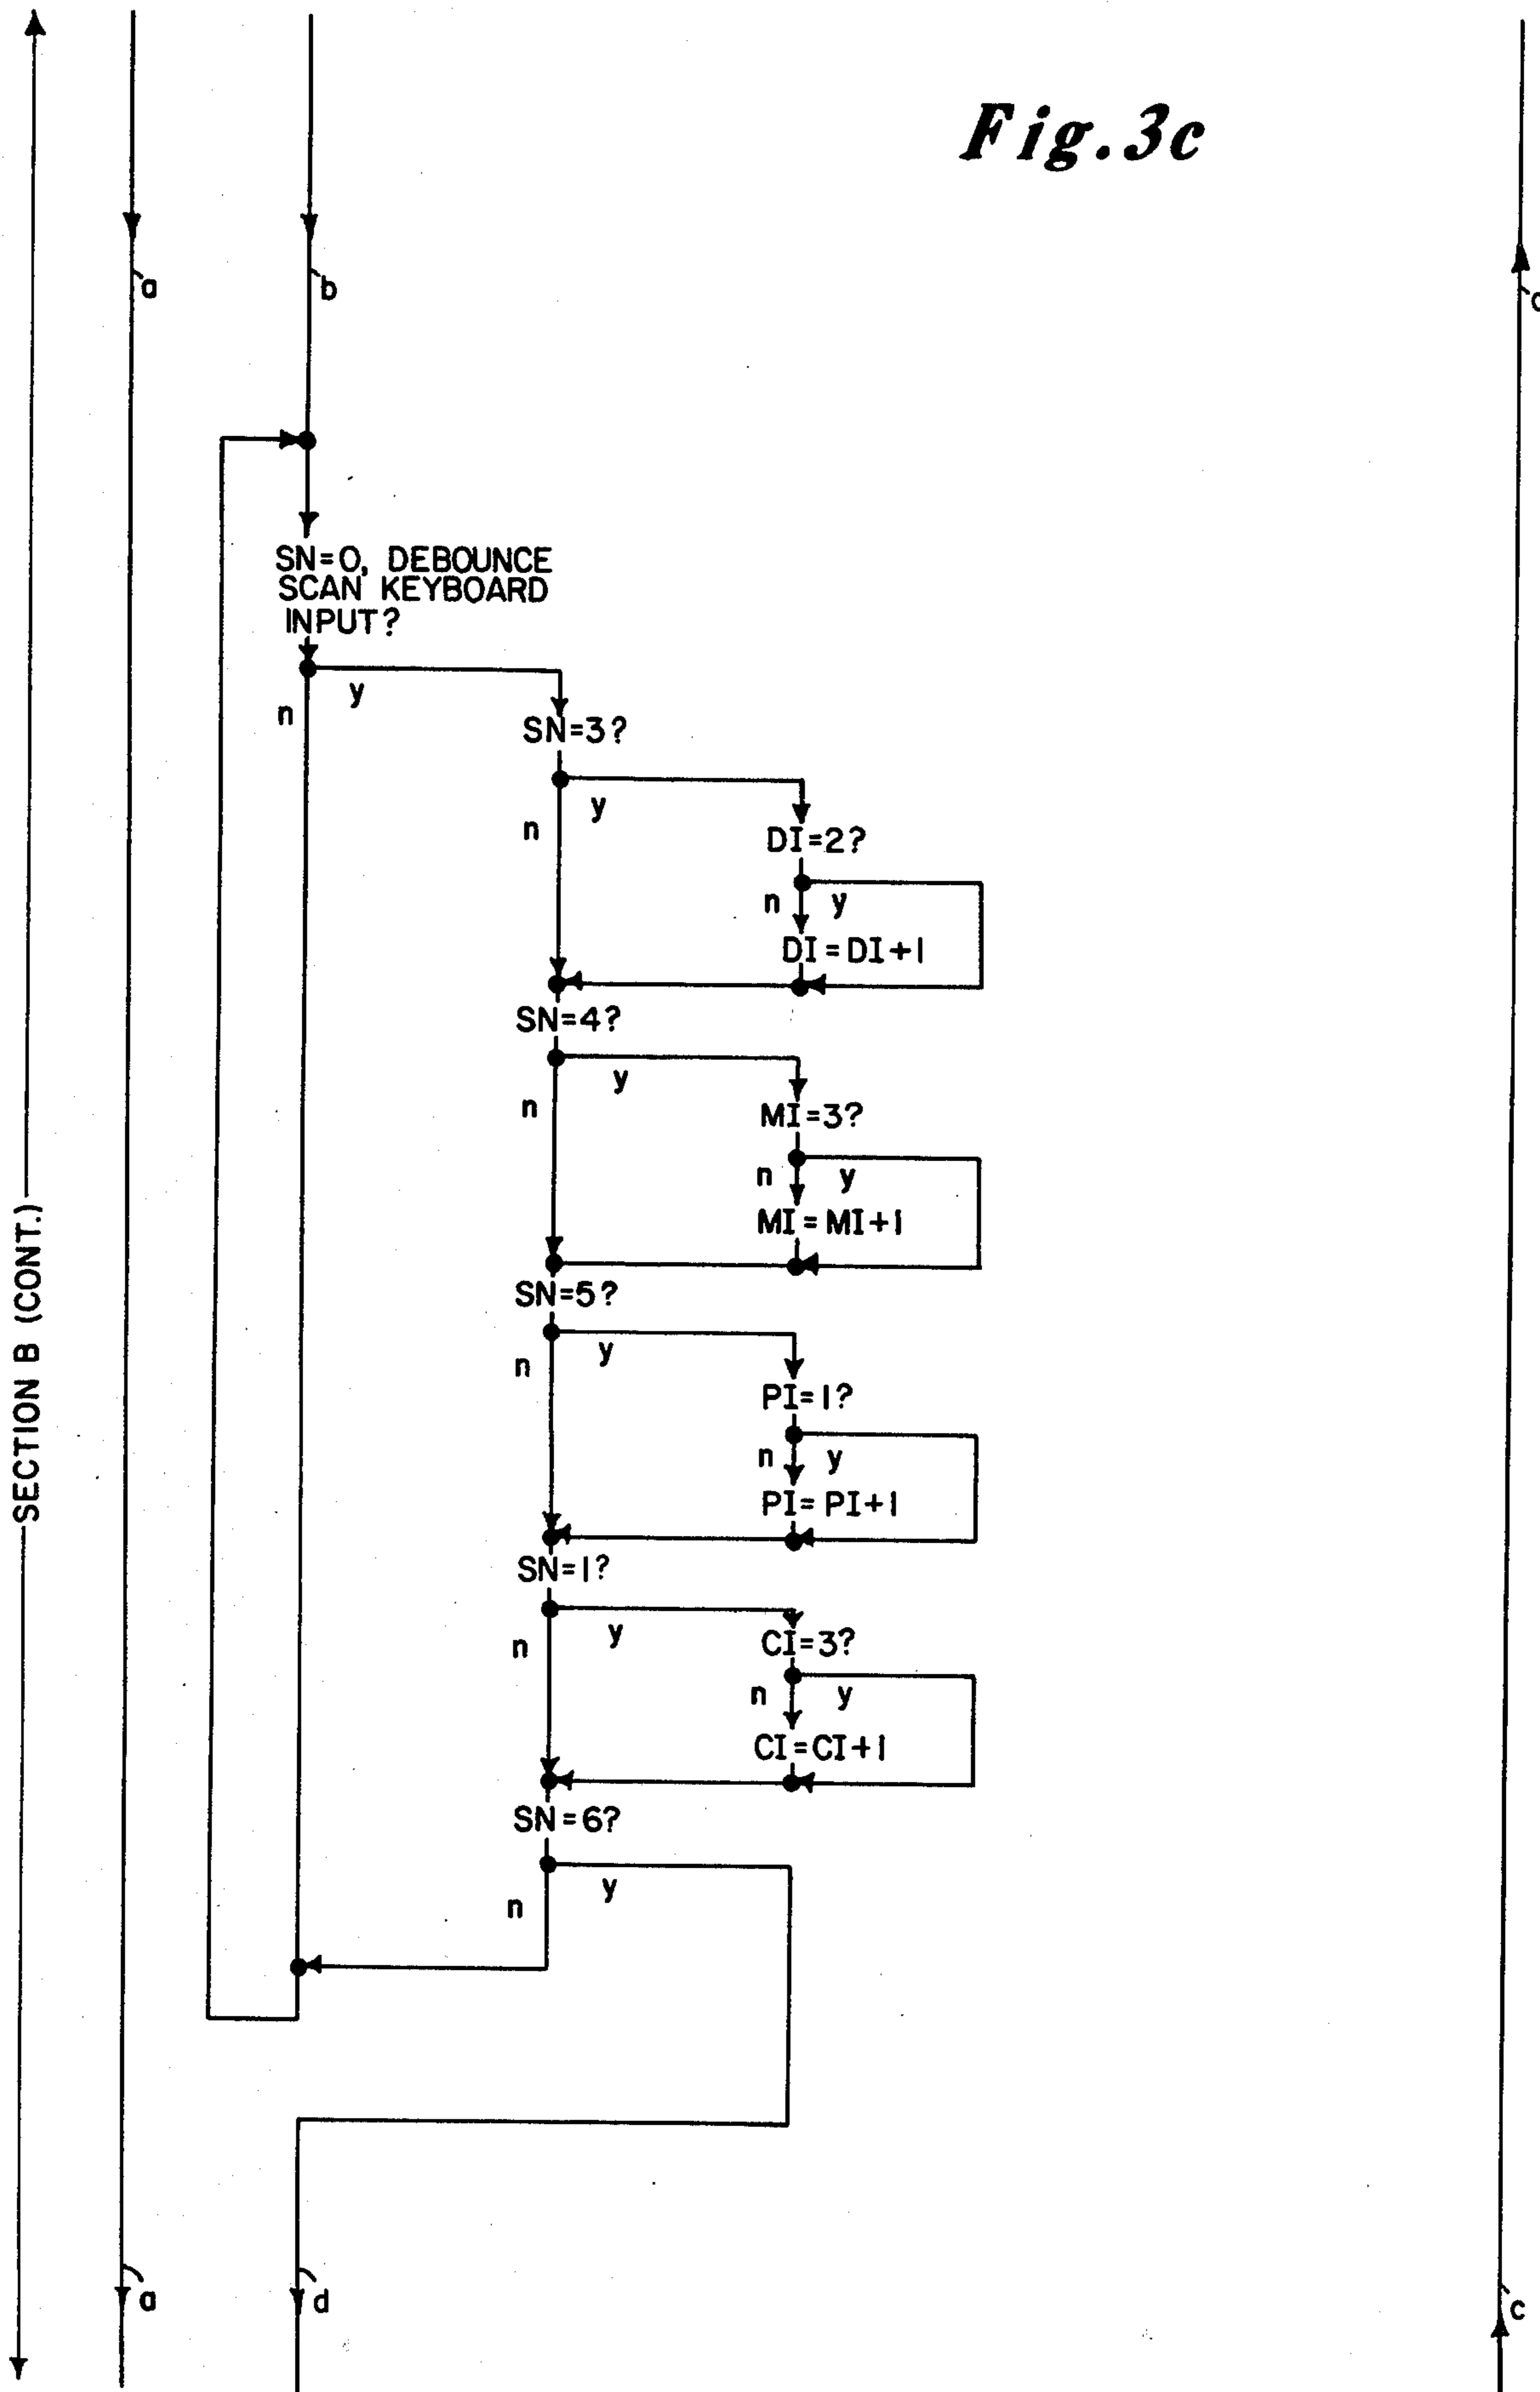 Fig. 3c
a
b
c
SN=0, DEBOUNCE
SCAN KEYBOARD
INPUT?
y
n
SN=3?
y
n
DI=2?
n y
DI=DI+1
SN=4?
y
n
MI=3?
n y
MI=MI+1
SECTION B (CONT.)
SN=5?
y
n
PI=1?
n y
PI=PI+1
SN=1?
y
n
CI=3?
n y
CI=CI+1
SN=6?
y
n
a
d
c